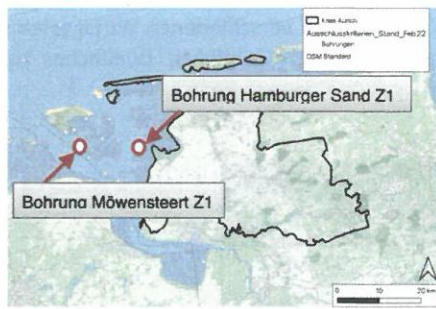 Kreis Aurich
Ausschlusskriterien_Stand_Feb22
Bohrungen
OSM Standard
Bohrung Hamburger Sand Z1
Bohrung Möwensteert Z1
0 10 20 km